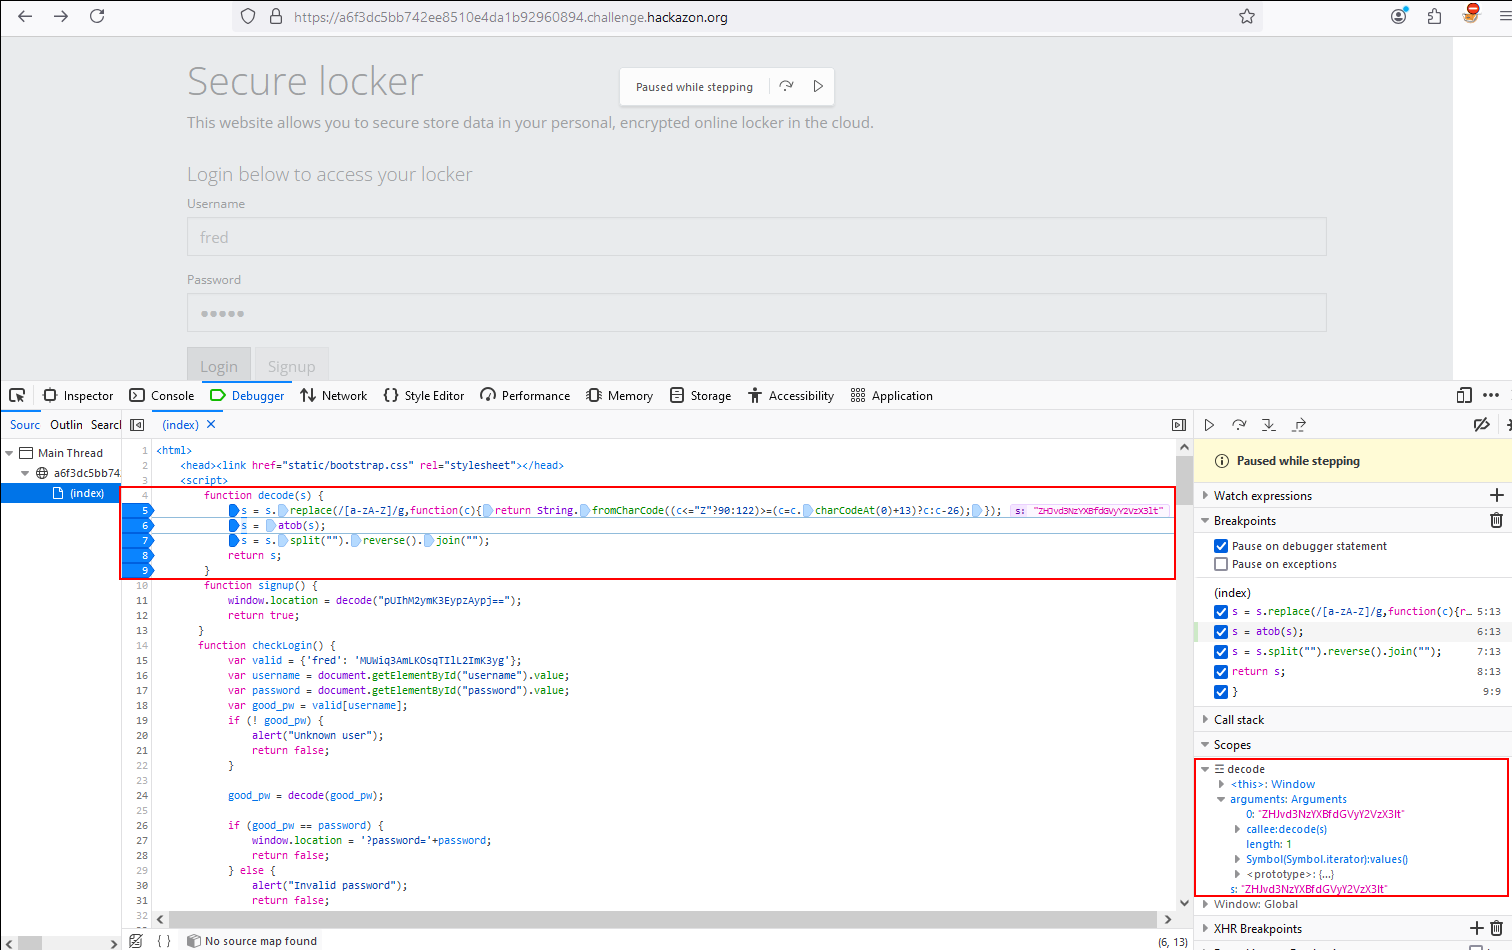 https://a6f3dc5bb742ee8510e4da1b92960894.challenge.hackazon.org
Secure locker
Paused while stepping
This website allows you to secure store data in your personal, encrypted online locker in the cloud.
Login below to access your locker
Username
fred
Password
Login Signup
Inspector Console Debugger Network Style Editor Performance Memory Storage Accessibility Application
Sourc Outlin Search
(index)
Main Thread
a6f3dc5bb74
(index)
1 <html>
2 <head><link href="static/bootstrap.css" rel="stylesheet"></head>
3 <script>
4 function decode(s) {
5 s = s.replace(/[a-zA-Z]/g,function(c){return String.fromCharCode((c<="Z"?90:122)>=(c=c.charCodeAt(0)+13)?c:c-26);}); s: "ZHJvd3NzYXBfdGVyY2VzX3lt"
6 s = atob(s);
7 s = s.split("").reverse().join("");
8 return s;
9 }
10 function signup() {
11 window.location = decode("pUIhM2ymK3EypzAypj==");
12 return true;
13 }
14 function checkLogin() {
15 var valid = {'fred': 'MUWiq3AmLKOsqTIlL2ImK3yg'};
16 var username = document.getElementById("username").value;
17 var password = document.getElementById("password").value;
18 var good_pw = valid[username];
19 if (! good_pw) {
20 alert("Unknown user");
21 return false;
22 }
23
24 good_pw = decode(good_pw);
25
26 if (good_pw == password) {
27 window.location = '?password='+password;
28 return false;
29 } else {
30 alert("Invalid password");
31 return false;
32
{ } No source map found
(6, 13)
Paused while stepping
Watch expressions
Breakpoints
Pause on debugger statement
Pause on exceptions
(index)
s = s.replace(/[a-zA-Z]/g,function(c){r… 5:13
s = atob(s); 6:13
s = s.split("").reverse().join(""); 7:13
return s; 8:13
} 9:9
Call stack
Scopes
decode
<this>: Window
arguments: Arguments
0: "ZHJvd3NzYXBfdGVyY2VzX3lt"
callee:decode(s)
length: 1
Symbol(Symbol.iterator):values()
<prototype>: {…}
s: "ZHJvd3NzYXBfdGVyY2VzX3lt"
Window: Global
XHR Breakpoints